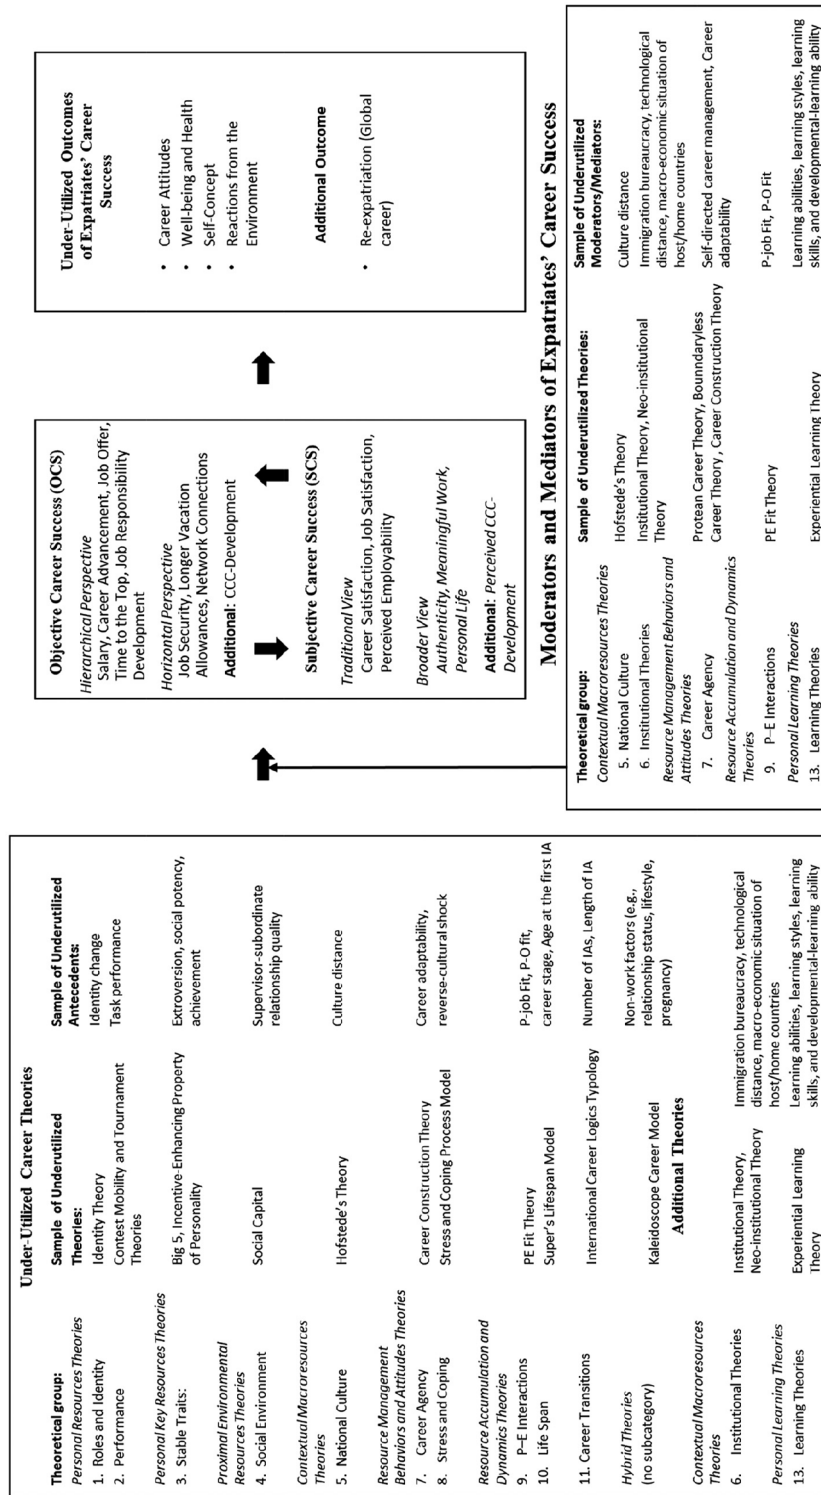 Under-Utilized Career Theories
Theoretical group:
Sample of Underutilized
Theories:
Sample of Underutilized
Antecedents:
Personal Resources Theories
1. Roles and Identity
Identity Theory
Identity change
2. Performance
Contest Mobility and Tournament
Theories
Task performance
Personal Key Resources Theories
3. Stable Traits:
Big 5, Incentive-Enhancing Property
of Personality
Extroversion, social potency,
achievement
Proximal Environmental
Resources Theories
4. Social Environment
Social Capital
Supervisor-subordinate
relationship quality
Contextual Macroresources
Theories
5. National Culture
Hofstede's Theory
Culture distance
Resource Management
Behaviors and Attitudes Theories
7. Career Agency
Career Construction Theory
Career adaptability,
8. Stress and Coping
Stress and Coping Process Model
reverse-cultural shock
Resource Accumulation and
Dynamics Theories
9. P–E Interactions
PE Fit Theory
P-job Fit, P-O fit,
10. Life Span
Super's Lifespan Model
career stage, Age at the first IA
11. Career Transitions
International Career Logics Typology
Number of IAs, Length of IA
Hybrid Theories
(no subcategory)
Kaleidoscope Career Model
Non-work factors (e.g.,
relationship status, lifestyle,
pregnancy)
Additional Theories
Contextual Macroresources
Theories
6. Institutional Theories
Institutional Theory,
Neo-institutional Theory
Immigration bureaucracy, technological
distance, macro-economic situation of
host/home countries
Personal Learning Theories
13. Learning Theories
Experiential Learning
Theory
Learning abilities, learning styles, learning
skills, and developmental-learning ability
Objective Career Success (OCS)
Hierarchical Perspective
Salary, Career Advancement, Job Offer,
Time to the Top, Job Responsibility
Development
Horizontal Perspective
Job Security, Longer Vacation
Allowances, Network Connections
Additional: CCC-Development
Subjective Career Success (SCS)
Traditional View
Career Satisfaction, Job Satisfaction,
Perceived Employability
Broader View
Authenticity, Meaningful Work,
Personal Life
Additional: Perceived CCC-
Development
Under-Utilized Outcomes
of Expatriates' Career
Success
• Career Attitudes
• Well-being and Health
• Self-Concept
• Reactions from the
Environment
Additional Outcome
• Re-expatriation (Global
career)
Moderators and Mediators of Expatriates' Career Success
Theoretical group:
Sample of Underutilized Theories:
Sample of Underutilized
Moderators/Mediators:
Contextual Macroresources Theories
5. National Culture
Hofstede's Theory
Culture distance
6. Institutional Theories
Institutional Theory, Neo-institutional
Theory
Immigration bureaucracy, technological
distance, macro-economic situation of
host/home countries
Resource Management Behaviors and
Attitudes Theories
7. Career Agency
Protean Career Theory, Bounndaryless
Career Theory , Career Construction Theory
Self-directed career management, Career
adaptability
Resource Accumulation and Dynamics
Theories
9. P–E Interactions
PE Fit Theory
P-job Fit, P-O Fit
Personal Learning Theories
13. Learning Theories
Experiential Learning Theory
Learning abilities, learning styles, learning
skills, and developmental-learning ability